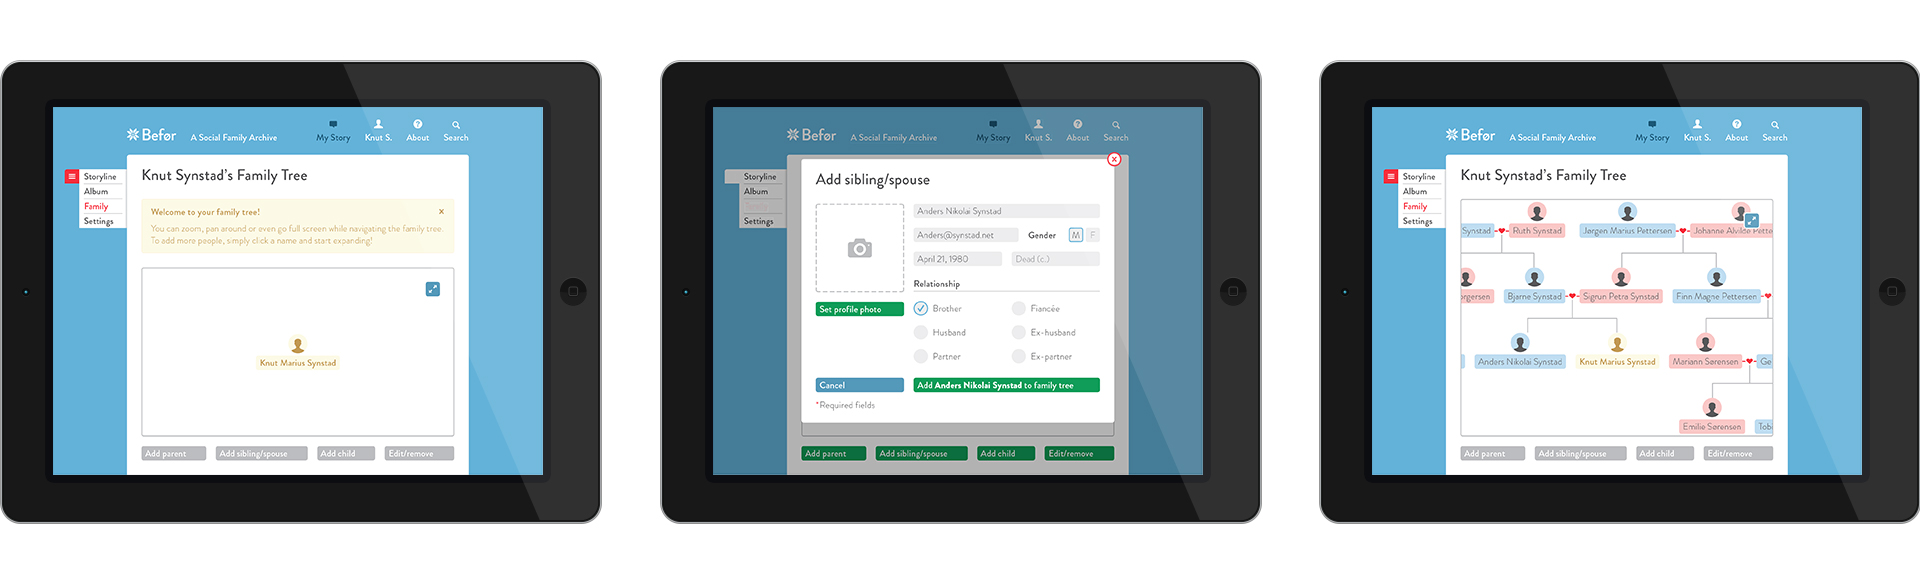 Befør A Social Family Archive My Story Knut S. About Search
Storyline
Album
Family
Settings
Knut Synstad's Family Tree
Welcome to your family tree! x
You can zoom, pan around or even go full screen while navigating the family tree.
To add more people, simply click a name and start expanding!
Knut Marius Synstad
Add parent Add sibling/spouse Add child Edit/remove
Befør A Social Family Archive My Story Knut S. About Search
Storyline
Album
Settings
x
Add sibling/spouse
Anders Nikolai Synstad
Anders@synstad.net Gender M F
April 21, 1980 Dead (c.)
Relationship
Set profile photo
Brother Fiancée
Husband Ex-husband
Partner Ex-partner
Cancel Add Anders Nikolai Synstad to family tree
*Required fields
Add parent Add sibling/spouse Add child Edit/remove
Befør A Social Family Archive My Story Knut S. About Search
Storyline
Album
Family
Settings
Knut Synstad's Family Tree
Synstad Ruth Synstad Jørgen Marius Pettersen Johanne Alvilde Pette
rgensen Bjarne Synstad Sigrun Petra Synstad Finn Magne Pettersen
Anders Nikolai Synstad Knut Marius Synstad Mariann Sørensen Ge
Emilie Sørensen Tobi
Add parent Add sibling/spouse Add child Edit/remove